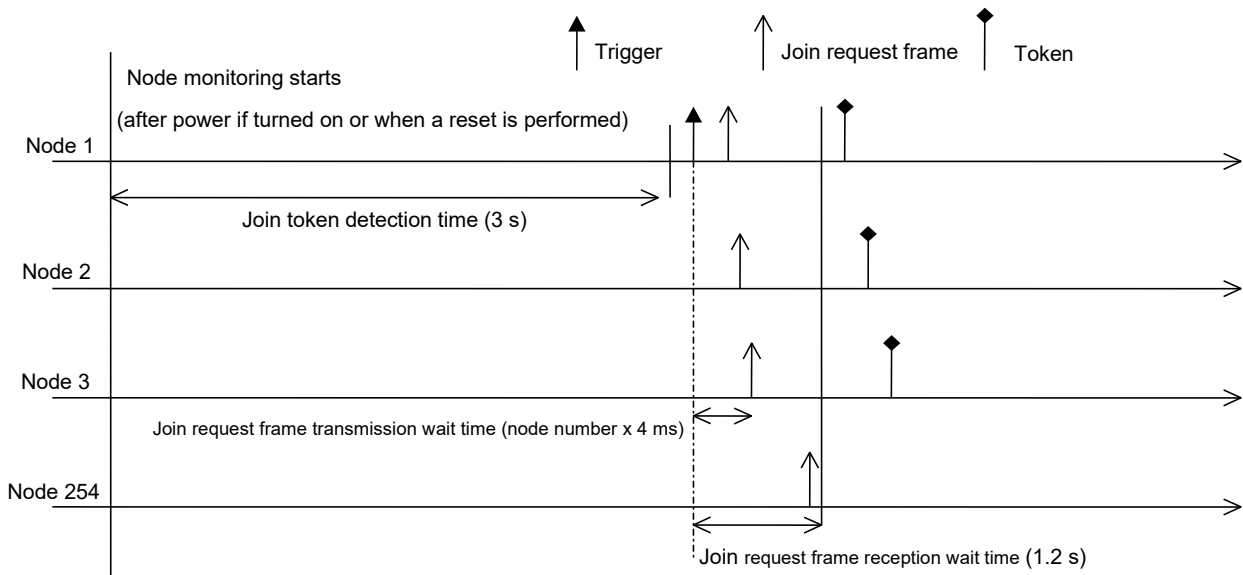 Trigger
Join request frame
Token
Node monitoring starts
(after power if turned on or when a reset is performed)
Node 1
Join token detection time (3 s)
Node 2
Node 3
Join request frame transmission wait time (node number x 4 ms)
Node 254
Join request frame reception wait time (1.2 s)